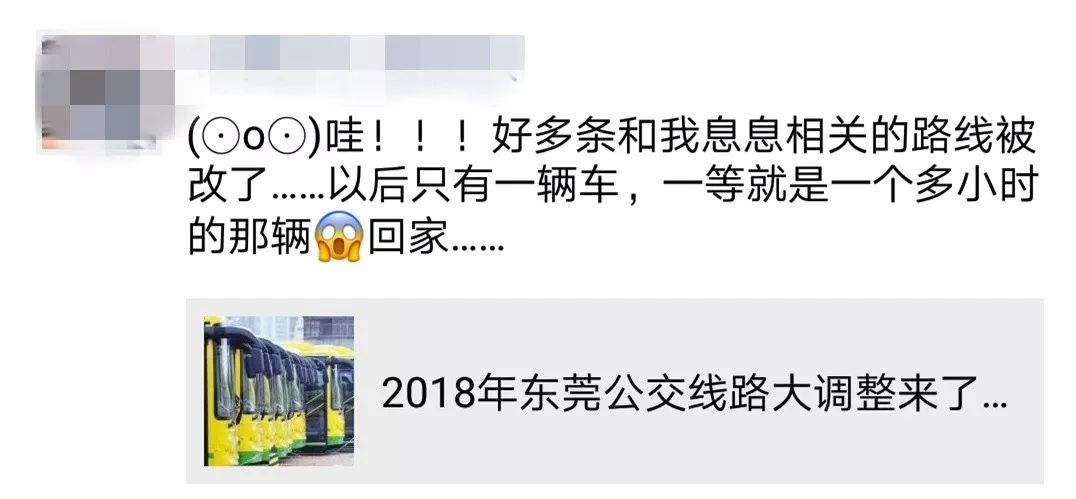 (⊙o⊙)哇！！！好多条和我息息相关的路线被
改了……以后只有一辆车，一等就是一个多小时
的那辆😱回家……
2018年东莞公交线路大调整来了...